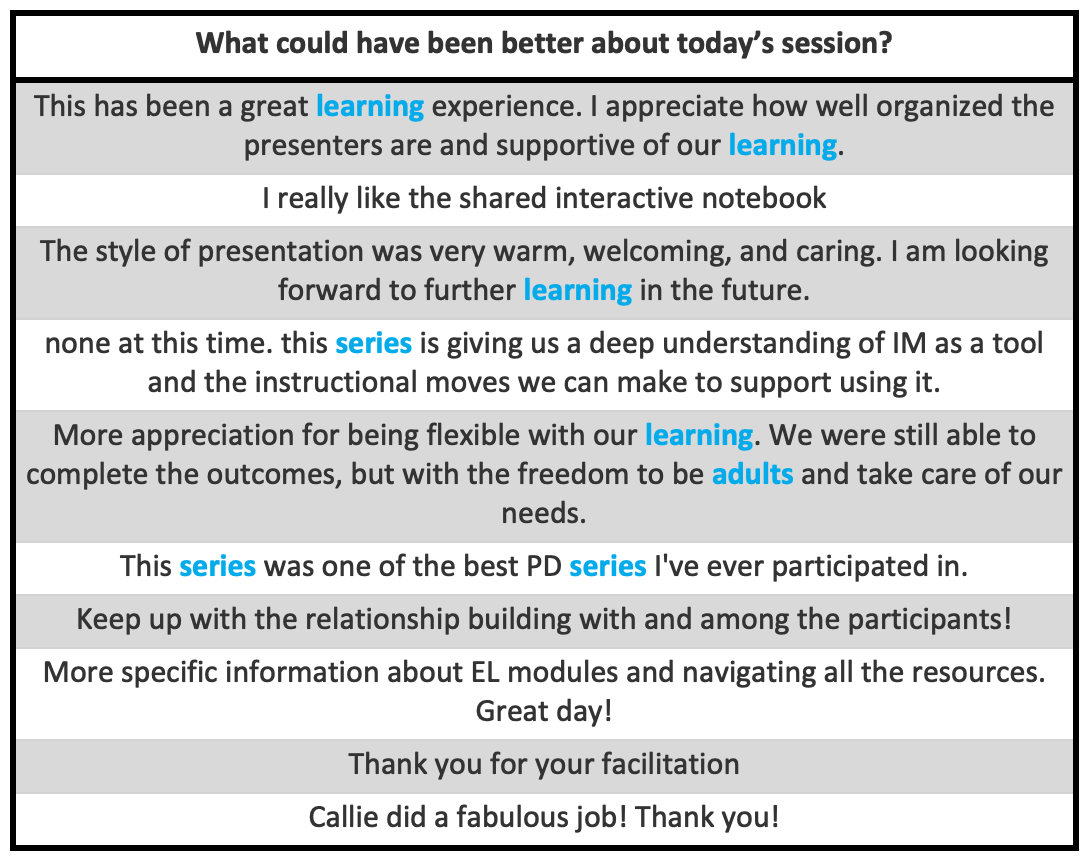 What could have been better about today’s session?
This has been a great learning experience. I appreciate how well organized the
presenters are and supportive of our learning.
I really like the shared interactive notebook
The style of presentation was very warm, welcoming, and caring. I am looking
forward to further learning in the future.
none at this time. this series is giving us a deep understanding of IM as a tool
and the instructional moves we can make to support using it.
More appreciation for being flexible with our learning. We were still able to
complete the outcomes, but with the freedom to be adults and take care of our
needs.
This series was one of the best PD series I've ever participated in.
Keep up with the relationship building with and among the participants!
More specific information about EL modules and navigating all the resources.
Great day!
Thank you for your facilitation
Callie did a fabulous job! Thank you!